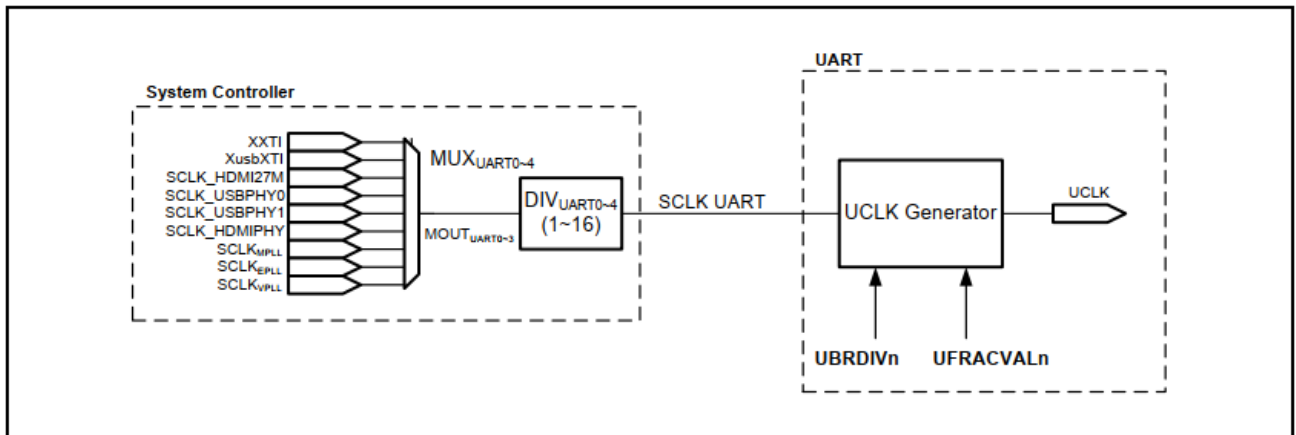 UART
System Controller
XXTI
XusbXTI
SCLK_HDMI27M
SCLK_USBPHY0
SCLK_USBPHY1
SCLK_HDMIPHY
SCLKMPLL
SCLKEPLL
SCLKVPLL
MUXUART0~4
MOUTUART0~3
DIVUART0~4
(1~16)
SCLK UART
UCLK Generator
UCLK
UBRDIVn
UFRACVALn